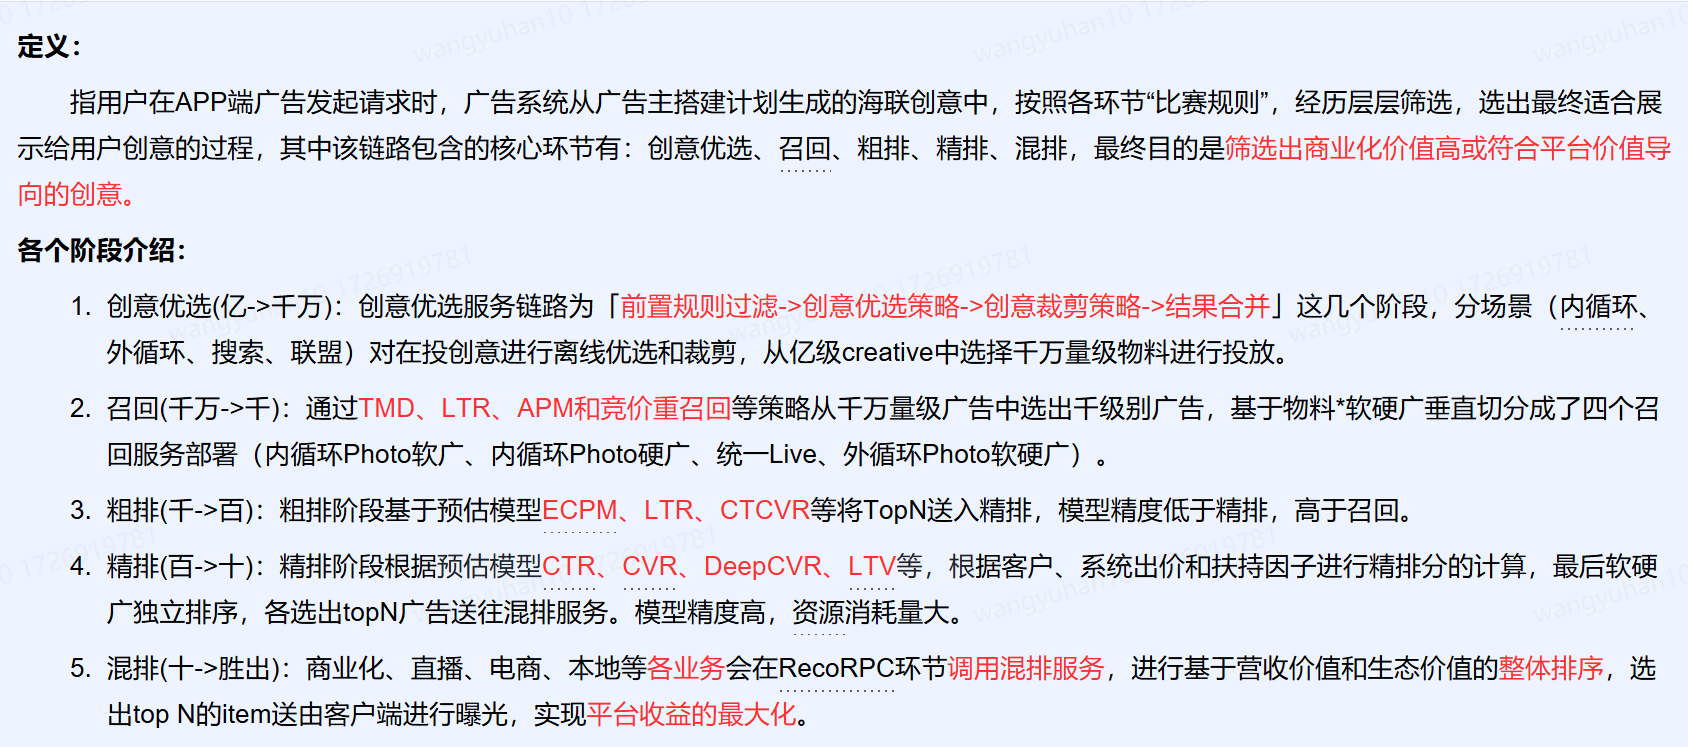 定义：
指用户在APP端广告发起请求时，广告系统从广告主搭建计划生成的海联创意中，按照各环节“比赛规则”，经历层层筛选，选出最终适合展
示给用户创意的过程，其中该链路包含的核心环节有：创意优选、召回、粗排、精排、混排，最终目的是筛选出商业化价值高或符合平台价值导
向的创意。
各个阶段介绍：
1. 创意优选(亿->千万)：创意优选服务链路为「前置规则过滤->创意优选策略->创意裁剪策略->结果合并」这几个阶段，分场景（内循环、
外循环、搜索、联盟）对在投创意进行离线优选和裁剪，从亿级creative中选择千万量级物料进行投放。
2. 召回(千万->千)：通过TMD、LTR、APM和竞价重召回等策略从千万量级广告中选出千级别广告，基于物料*软硬广垂直切分成了四个召
回服务部署（内循环Photo软广、内循环Photo硬广、统一Live、外循环Photo软硬广）。
3. 粗排(千->百)：粗排阶段基于预估模型ECPM、LTR、CTCVR等将TopN送入精排，模型精度低于精排，高于召回。
4. 精排(百->十)：精排阶段根据预估模型CTR、CVR、DeepCVR、LTV等，根据客户、系统出价和扶持因子进行精排分的计算，最后软硬
广独立排序，各选出topN广告送往混排服务。模型精度高，资源消耗量大。
5. 混排(十->胜出)：商业化、直播、电商、本地等各业务会在RecoRPC环节调用混排服务，进行基于营收价值和生态价值的整体排序，选
出top N的item送由客户端进行曝光，实现平台收益的最大化。
wangyuhan10 1726919781